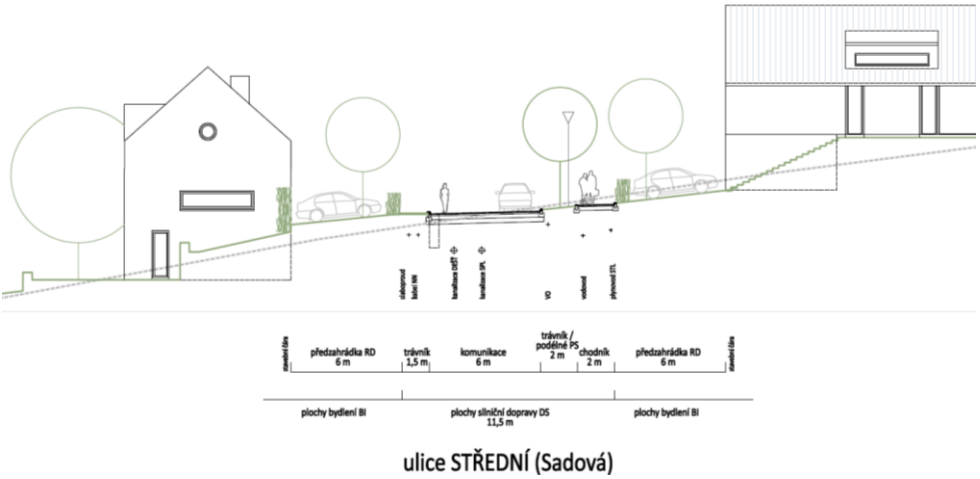 slaboproud
kabel NN
kanalizace DEŠŤ
kanalizace SPL
VO
vodovod
plynovod STL
stavební čára
předzahrádka RD
6 m
trávník
1,5 m
komunikace
6 m
trávník /
podélné PS
2 m
chodník
2 m
předzahrádka RD
6 m
stavební čára
plochy bydlení BI
plochy silniční dopravy DS
11,5 m
plochy bydlení BI
ulice STŘEDNÍ (Sadová)